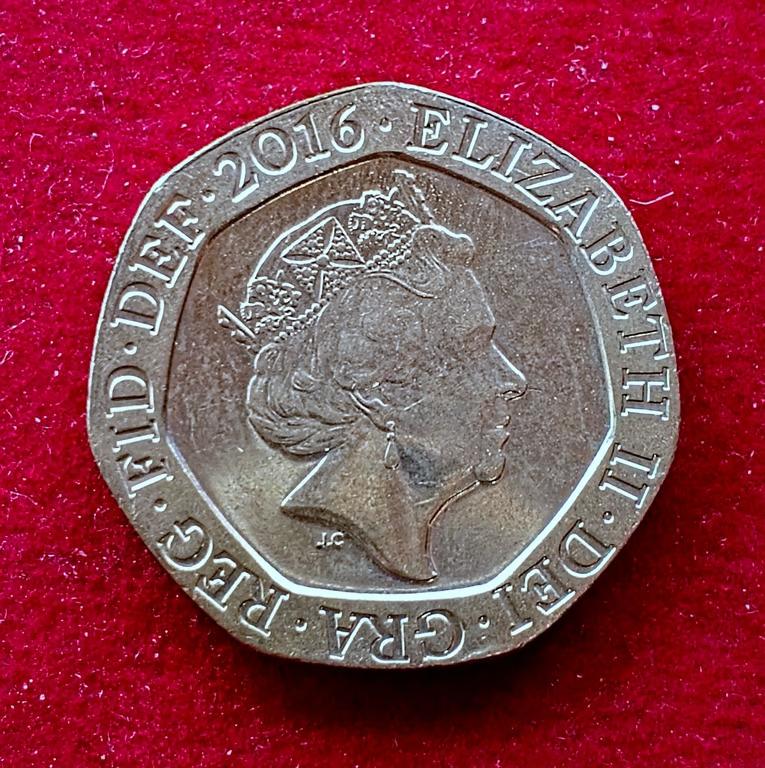 ELIZABETH II · DEI · GRA · REG · FID · DEF · 2016 ·